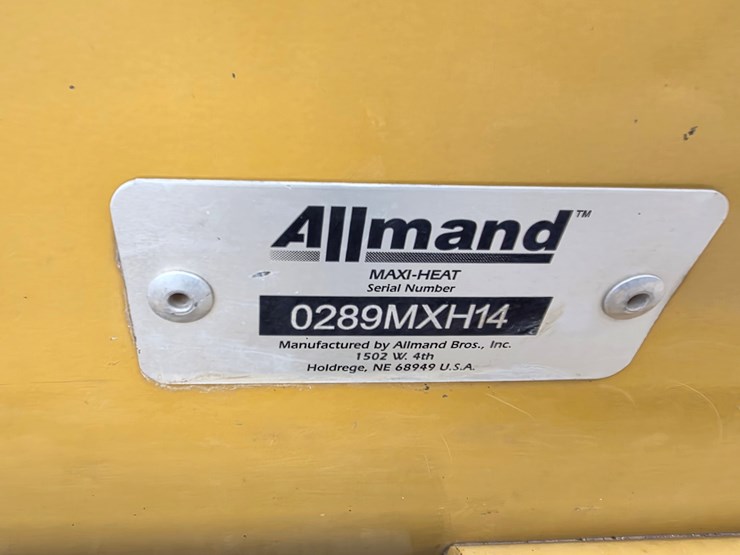 Allmand™
MAXI-HEAT
Serial Number
0289MXH14
Manufactured by Allmand Bros., Inc.
1502 W. 4th
Holdrege, NE 68949 U.S.A.